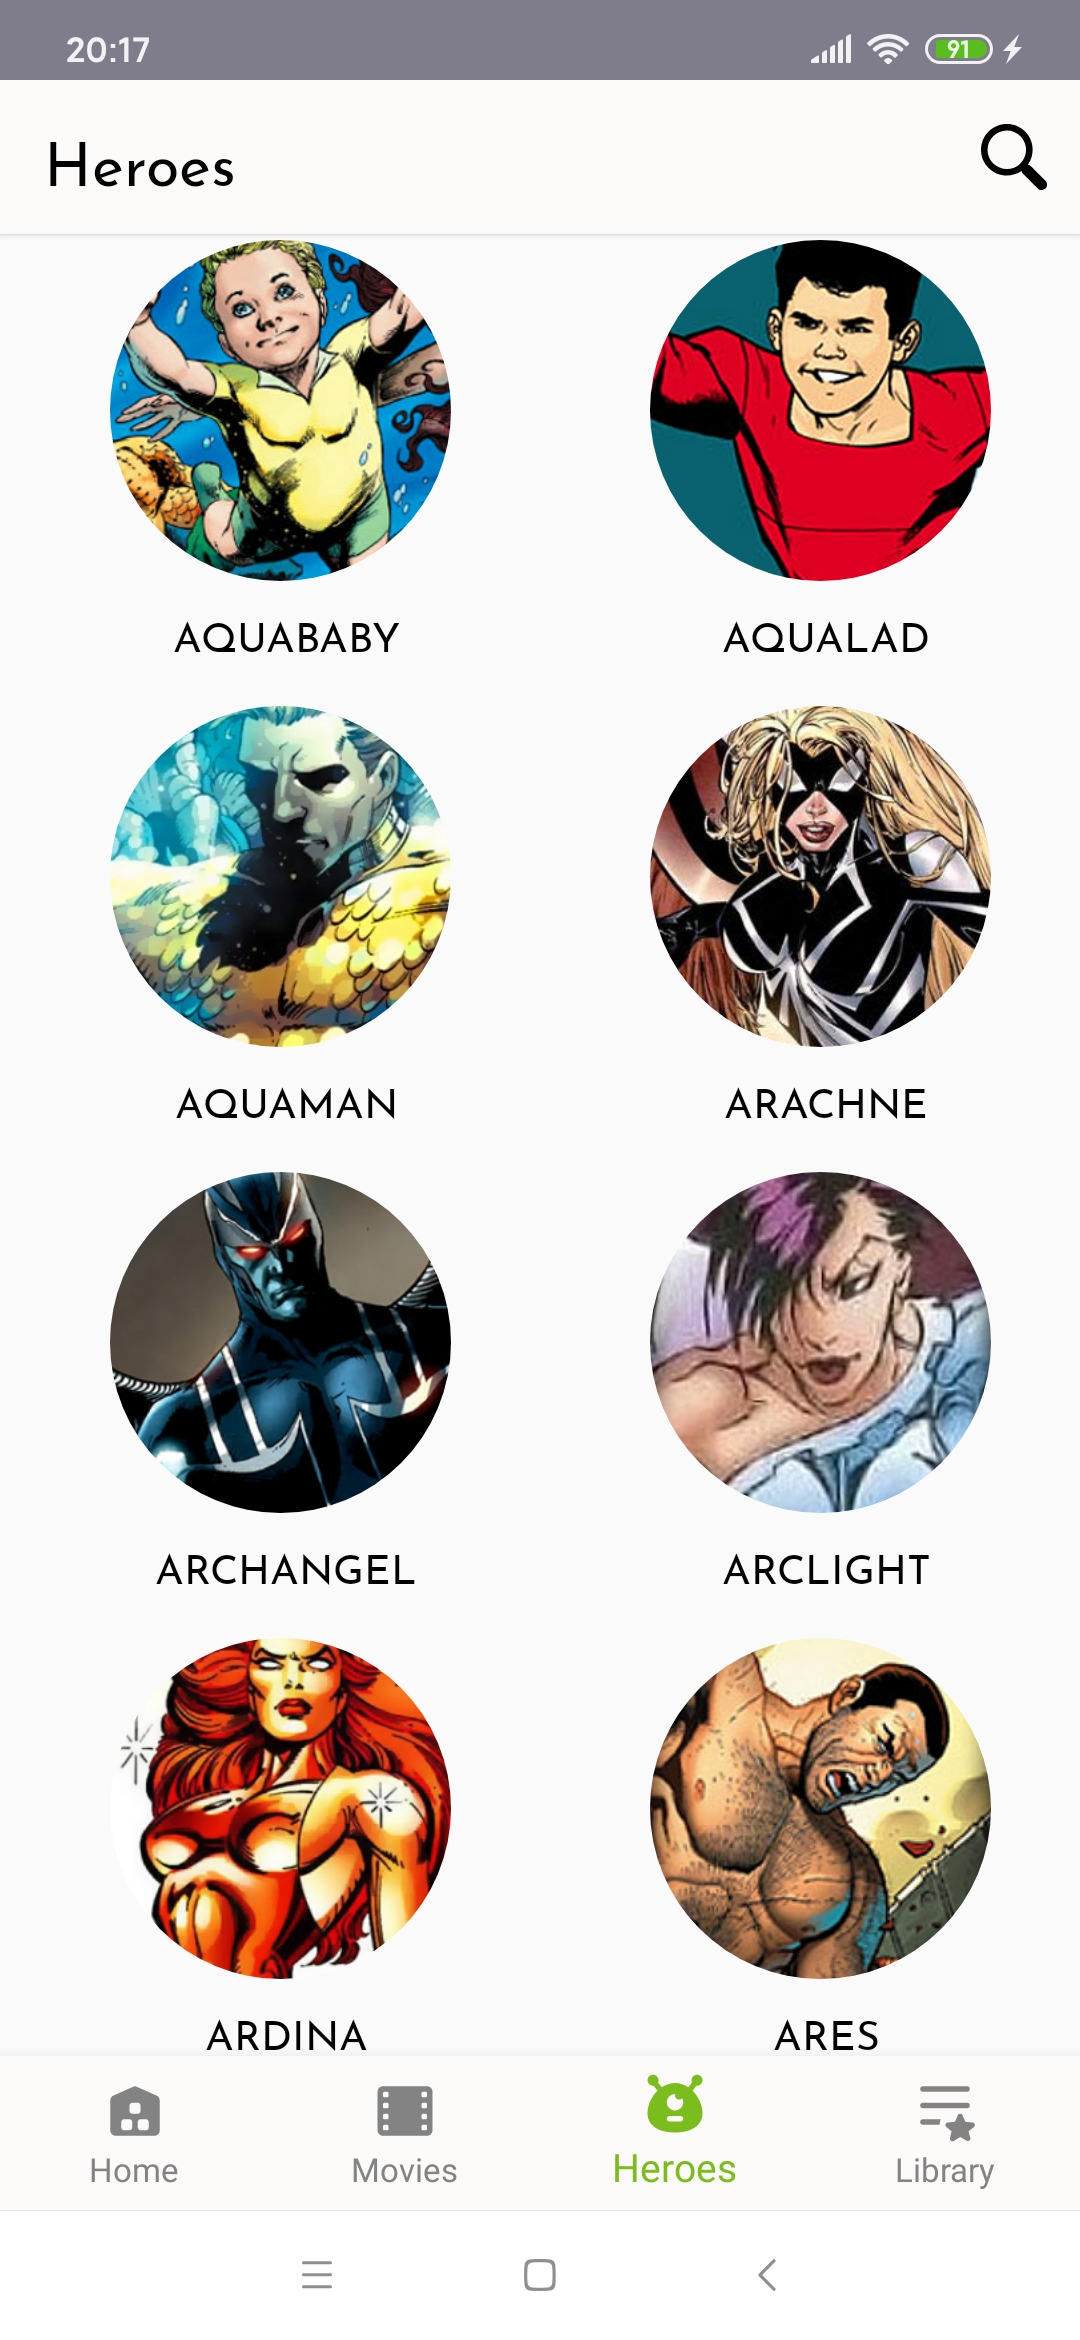 20:17
91
Heroes
AQUABABY
AQUALAD
AQUAMAN
ARACHNE
ARCHANGEL
ARCLIGHT
ARDINA
ARES
Home
Movies
Heroes
Library